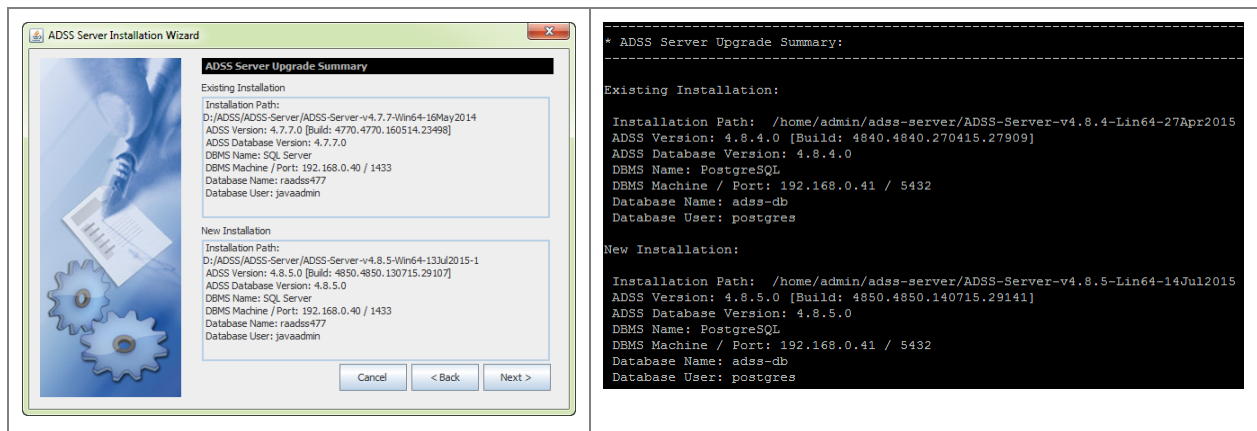 ADSS Server Installation Wizard
ADSS Server Upgrade Summary
Existing Installation
Installation Path:
D:/ADSS/ADSS-Server/ADSS-Server-v4.7.7-Win64-16May2014
ADSS Version: 4.7.7.0 [Build: 4770.4770.160514.23498]
ADSS Database Version: 4.7.7.0
DBMS Name: SQL Server
DBMS Machine / Port: 192.168.0.40 / 1433
Database Name: raadss477
Database User: javaadmin
New Installation
Installation Path:
D:/ADSS/ADSS-Server/ADSS-Server-v4.8.5-Win64-13Jul2015-1
ADSS Version: 4.8.5.0 [Build: 4850.4850.130715.29107]
ADSS Database Version: 4.8.5.0
DBMS Name: SQL Server
DBMS Machine / Port: 192.168.0.40 / 1433
Database Name: raadss477
Database User: javaadmin
Cancel
< Back
Next >
* ADSS Server Upgrade Summary:
Existing Installation:
Installation Path: /home/admin/adss-server/ADSS-Server-v4.8.4-Lin64-27Apr2015
ADSS Version: 4.8.4.0 [Build: 4840.4840.270415.27909]
ADSS Database Version: 4.8.4.0
DBMS Name: PostgreSQL
DBMS Machine / Port: 192.168.0.41 / 5432
Database Name: adss-db
Database User: postgres
New Installation:
Installation Path: /home/admin/adss-server/ADSS-Server-v4.8.5-Lin64-14Jul2015
ADSS Version: 4.8.5.0 [Build: 4850.4850.140715.29141]
ADSS Database Version: 4.8.5.0
DBMS Name: PostgreSQL
DBMS Machine / Port: 192.168.0.41 / 5432
Database Name: adss-db
Database User: postgres